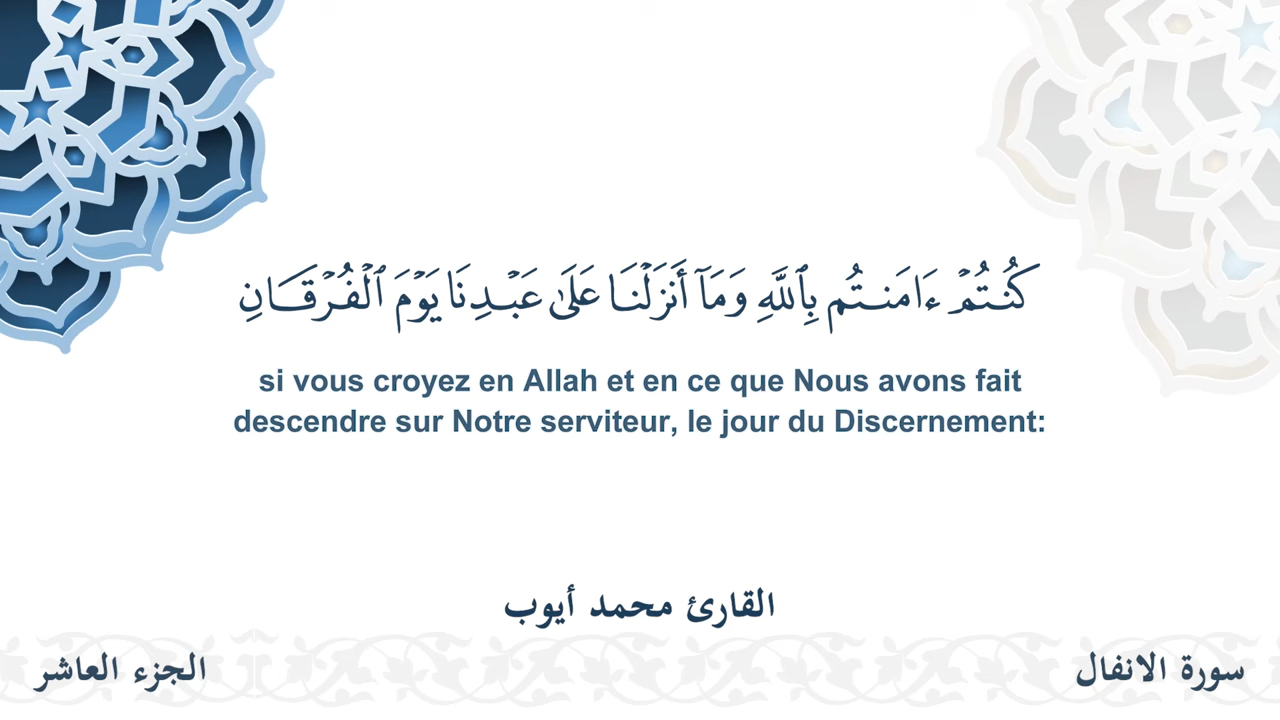 كُنتُمْ ءَامَنتُم بِٱللَّهِ وَمَآ أَنزَلْنَا عَلَىٰ عَبْدِنَا يَوْمَ ٱلْفُرْقَانِ
si vous croyez en Allah et en ce que Nous avons fait
descendre sur Notre serviteur, le jour du Discernement:
القارئ محمد أيوب
سورة الانفال
الجزء العاشر